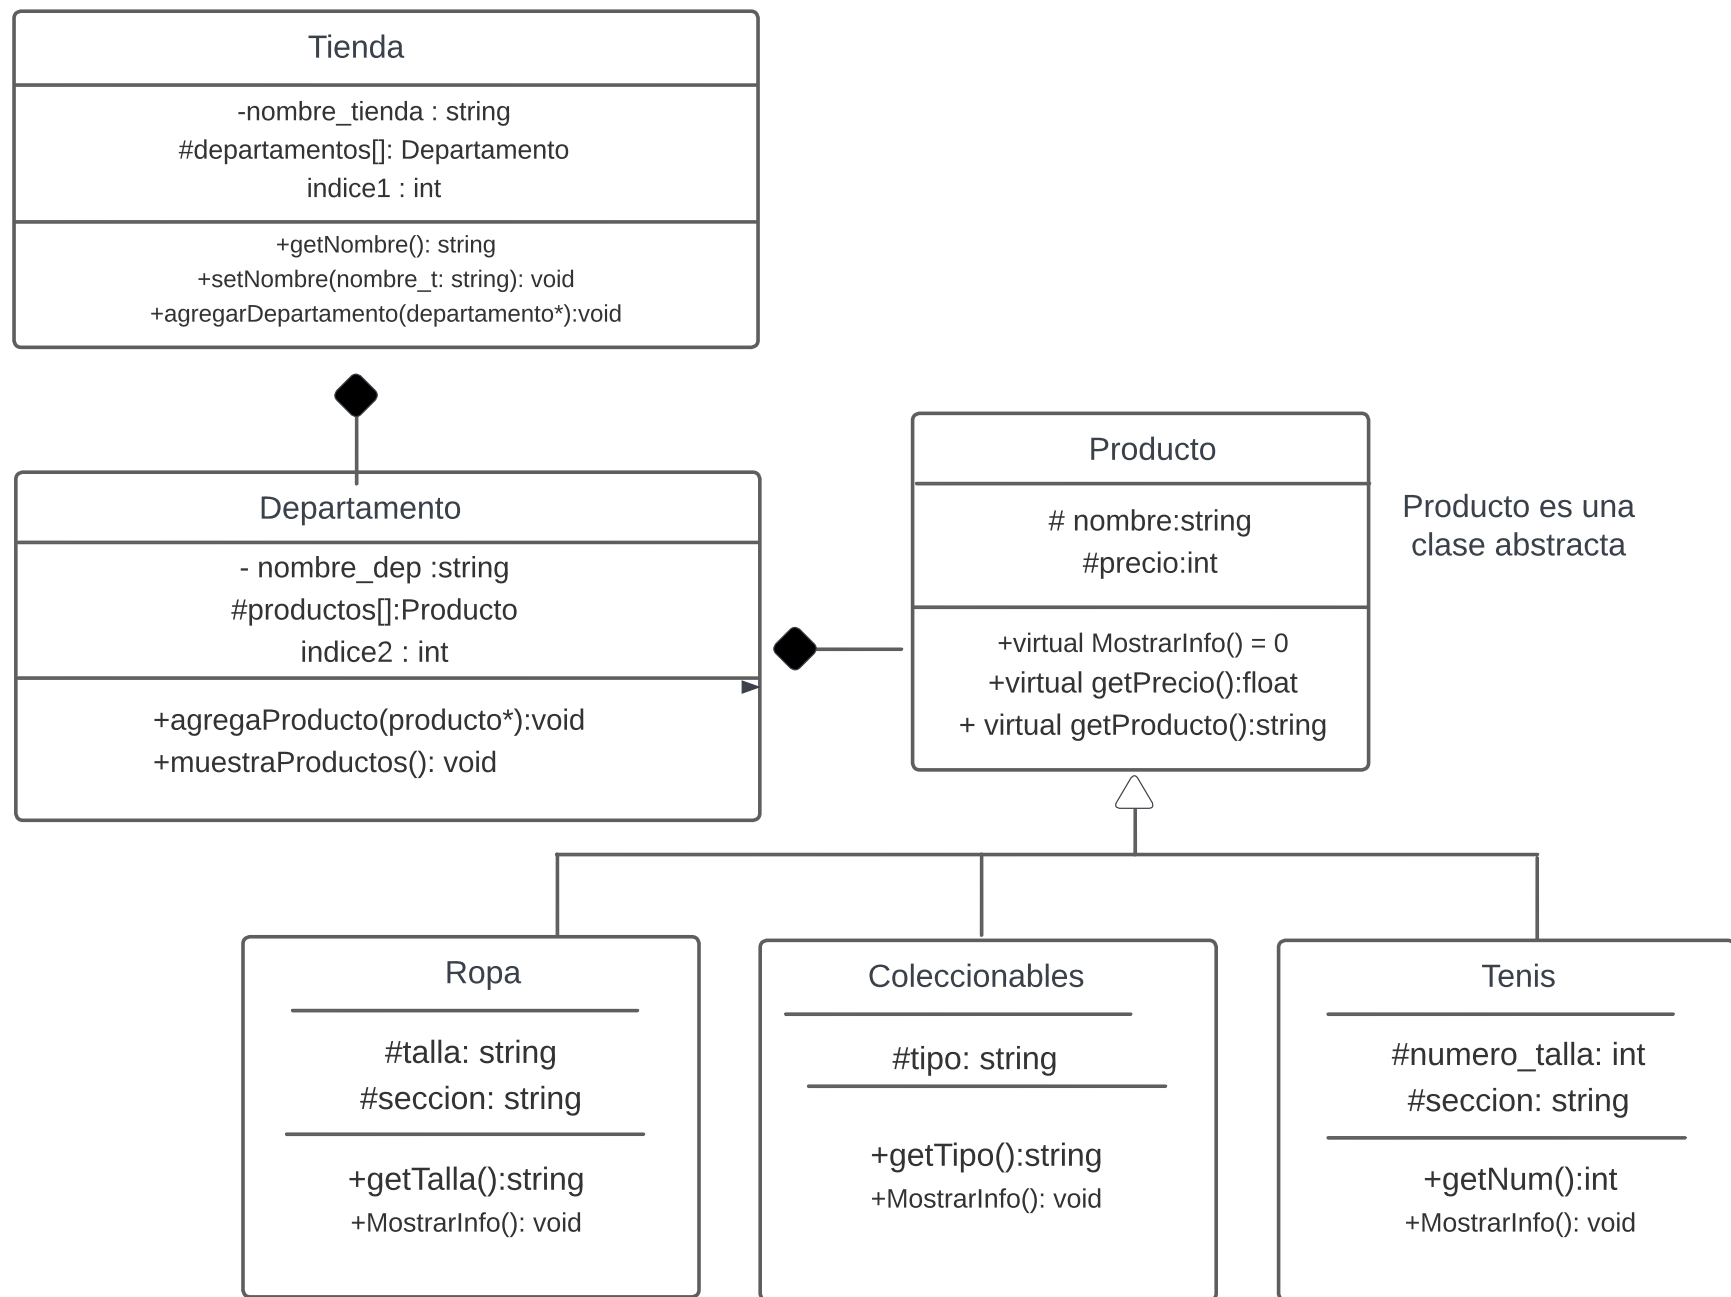 Tienda
-nombre_tienda : string
#departamentos[]: Departamento
indice1 : int
+getNombre(): string
+setNombre(nombre_t: string): void
+agregarDepartamento(departamento*):void
Departamento
- nombre_dep :string
#productos[]:Producto
indice2 : int
+agregaProducto(producto*):void
+muestraProductos(): void
Producto
# nombre:string
#precio:int
+virtual MostrarInfo() = 0
+virtual getPrecio():float
+ virtual getProducto():string
Producto es una
clase abstracta
Ropa
#talla: string
#seccion: string
+getTalla():string
+MostrarInfo(): void
Coleccionables
#tipo: string
+getTipo():string
+MostrarInfo(): void
Tenis
#numero_talla: int
#seccion: string
+getNum():int
+MostrarInfo(): void